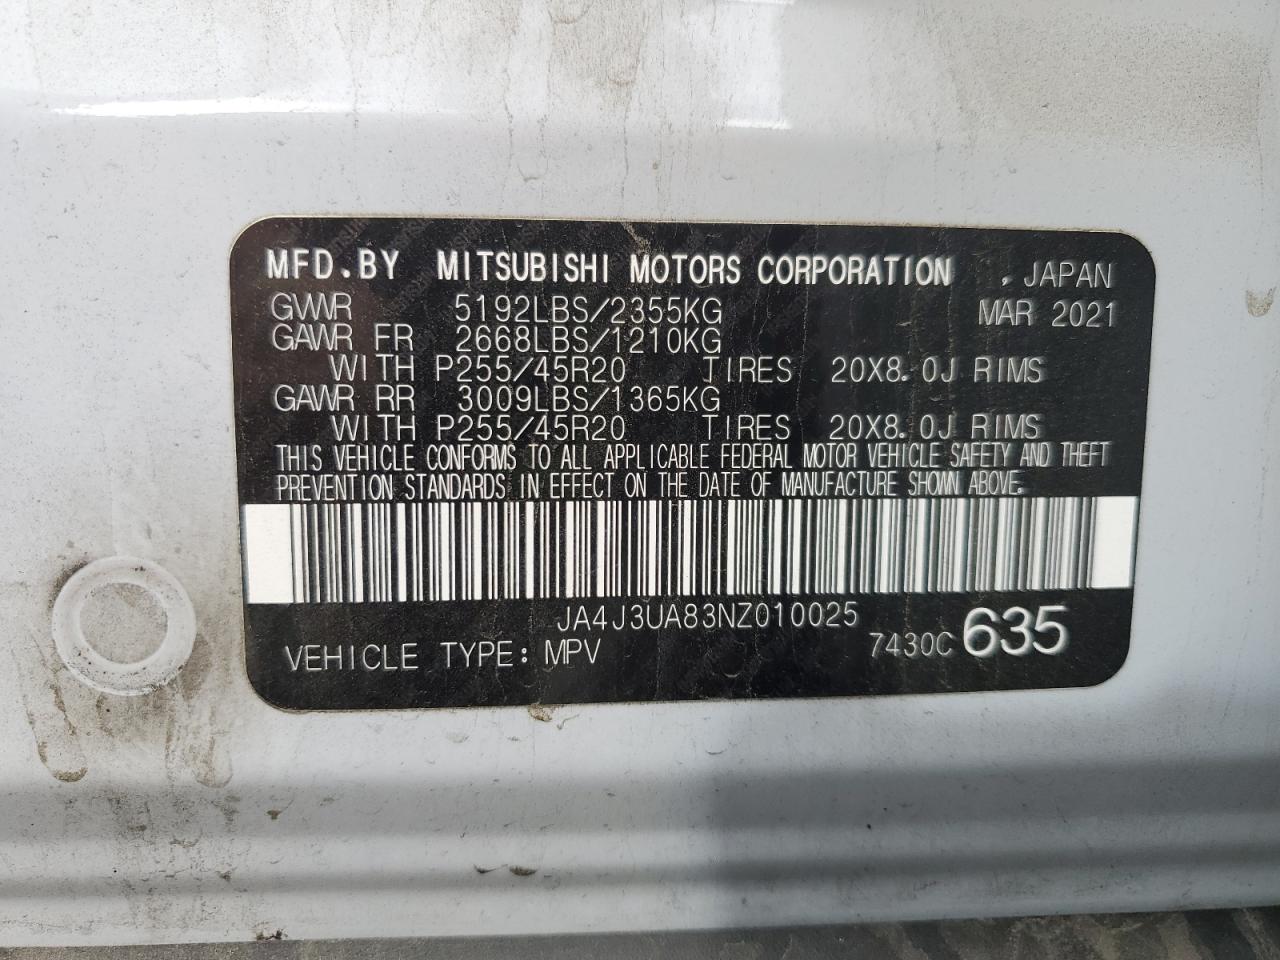 MFD.BY MITSUBISHI MOTORS CORPORATION , JAPAN
GVWR 5192LBS/2355KG MAR 2021
GAWR FR 2668LBS/1210KG
WITH P255/45R20 TIRES 20X8.0J RIMS
GAWR RR 3009LBS/1365KG
WITH P255/45R20 TIRES 20X8.0J RIMS
THIS VEHICLE CONFORMS TO ALL APPLICABLE FEDERAL MOTOR VEHICLE SAFETY AND THEFT
PREVENTION STANDARDS IN EFFECT ON THE DATE OF MANUFACTURE SHOWN ABOVE.
JA4J3UA83NZ010025
VEHICLE TYPE: MPV 7430C 635